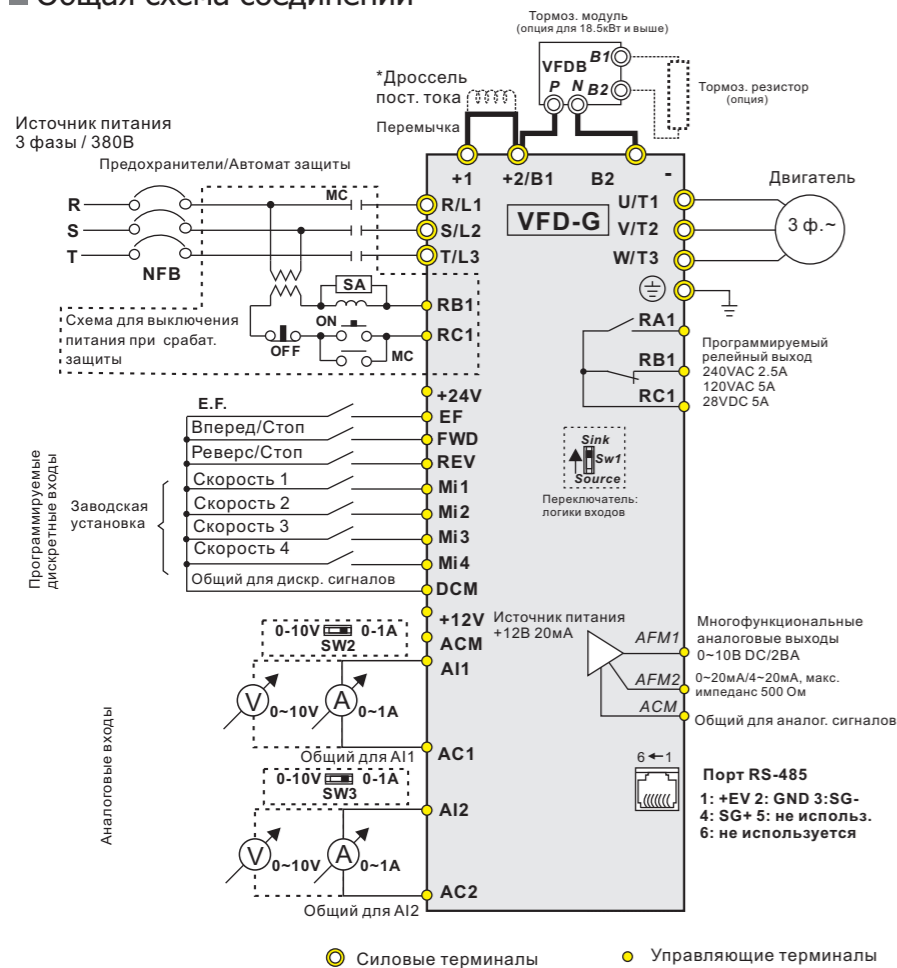 Общая схема соединений
Тормоз. модуль
(опция для 18.5кВт и выше)
VFDB
B1
P
N
B2
Тормоз. резистор
(опция)
*Дроссель
пост. тока
Перемычка
Источник питания
3 фазы / 380В
Предохранители/Автомат защиты
+1
+2/B1
B2
-
Двигатель
R
MC
R/L1
VFD-G
U/T1
3 ф.~
S
S/L2
V/T2
T
T/L3
W/T3
NFB
SA
RB1
Схема для выключения
питания при срабат.
защиты
ON
OFF
RC1
MC
RA1
RB1
RC1
Программируемый
релейный выход
240VAC 2.5A
120VAC 5A
28VDC 5A
+24V
E.F.
EF
Вперед/Стоп
FWD
Реверс/Стоп
REV
Скорость 1
Mi1
Скорость 2
Mi2
Скорость 3
Mi3
Скорость 4
Mi4
Общий для дискр. сигналов
DCM
Программируемые
дискретные входы
Заводская
установка
Sink
Sw1
Source
Переключатель:
логики входов
+12V
Источник питания
+12В 20мА
ACM
0-10V
0-1A
SW2
AI1
V
0~10V
A
0~1A
Общий для AI1
AC1
0-10V
0-1A
SW3
AI2
V
0~10V
A
0~1A
Общий для AI2
AC2
Аналоговые входы
AFM1
Многофункциональные
аналоговые выходы
0~10В DC/2ВА
AFM2
0~20мА/4~20мА, макс.
импеданс 500 Ом
ACM
Общий для аналог. сигналов
6←1
Порт RS-485
1: +EV 2: GND 3:SG-
4: SG+ 5: не использ.
6: не используется
Силовые терминалы
Управляющие терминалы